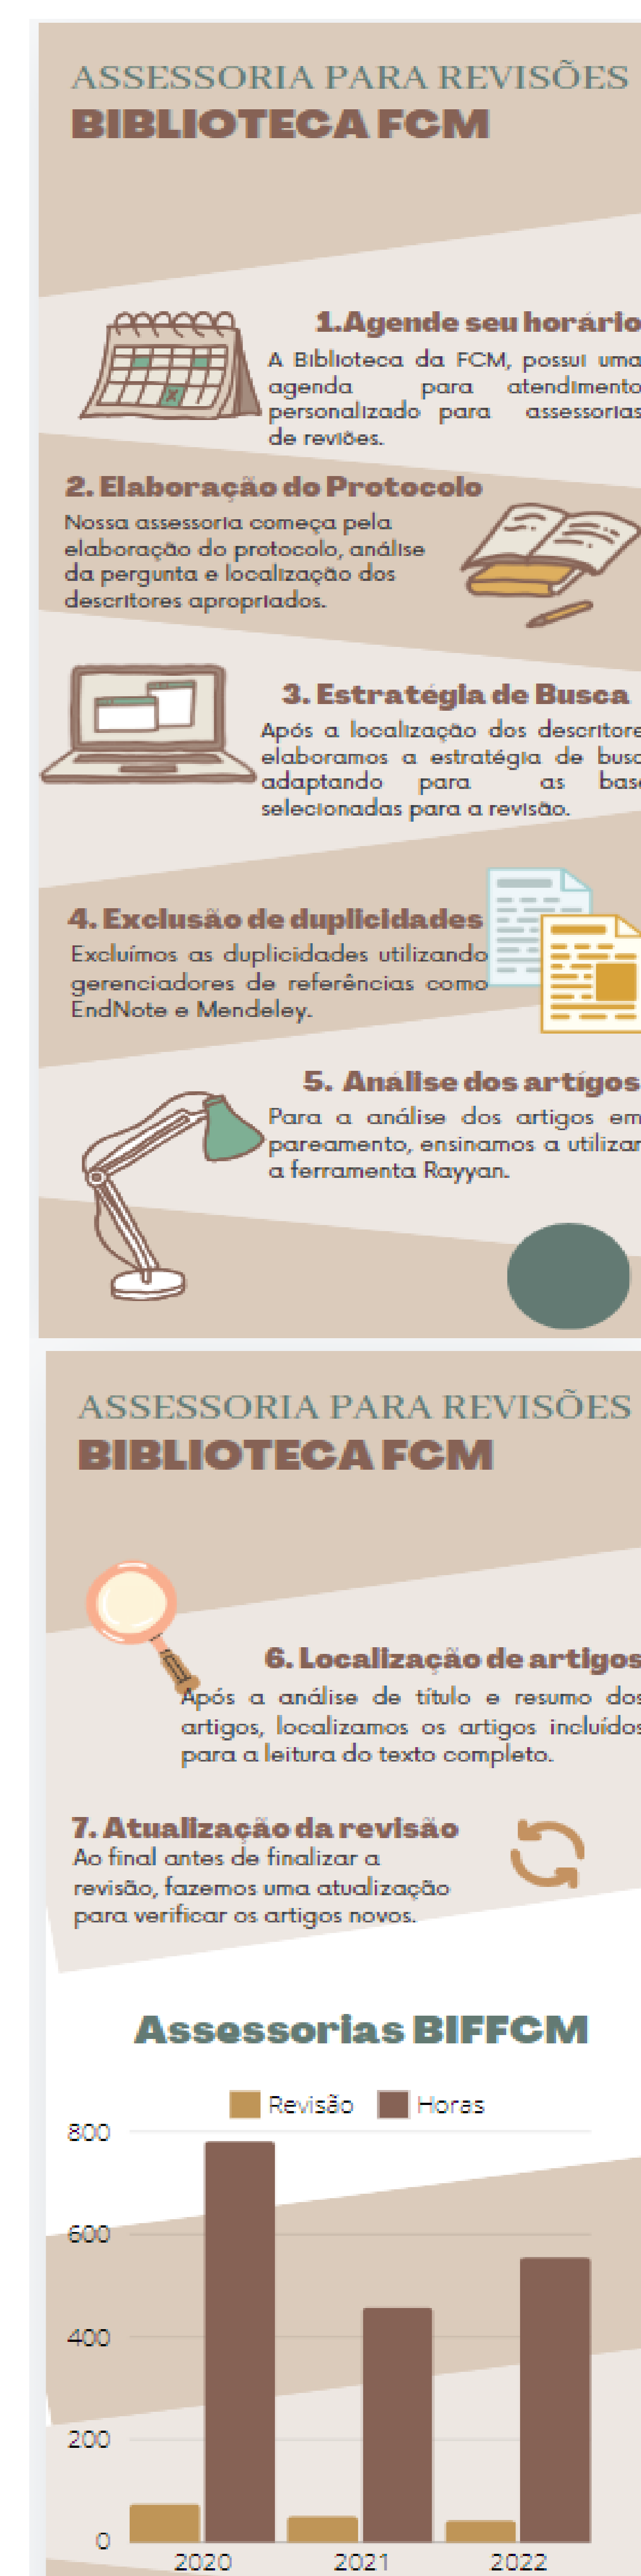 ASSESSORIA PARA REVISÕES
BIBLIOTECA FCM
1.Agende seu horário
A Biblioteca da FCM, possui uma
agenda para atendimento
personalizado para assessorias
de reviões.
2. Elaboração do Protocolo
Nossa assessoria começa pela
elaboração do protocolo, análise
da pergunta e localização dos
descritores apropriados.
3. Estratégia de Busca
Após a localização dos descritore
elaboramos a estratégia de busc
adaptando para as base
selecionadas para a revisão.
4. Exclusão de duplicidades
Excluímos as duplicidades utilizando
gerenciadores de referências como
EndNote e Mendeley.
5. Análise dos artigos
Para a análise dos artigos em
pareamento, ensinamos a utilizar
a ferramenta Rayyan.
ASSESSORIA PARA REVISÕES
BIBLIOTECA FCM
6. Localização de artigos
Após a análise de título e resumo dos
artigos, localizamos os artigos incluídos
para a leitura do texto completo.
7. Atualização da revisão
Ao final antes de finalizar a
revisão, fazemos uma atualização
para verificar os artigos novos.
Assessorias BIFFCM
Revisão Horas
800
600
400
200
0
2020 2021 2022